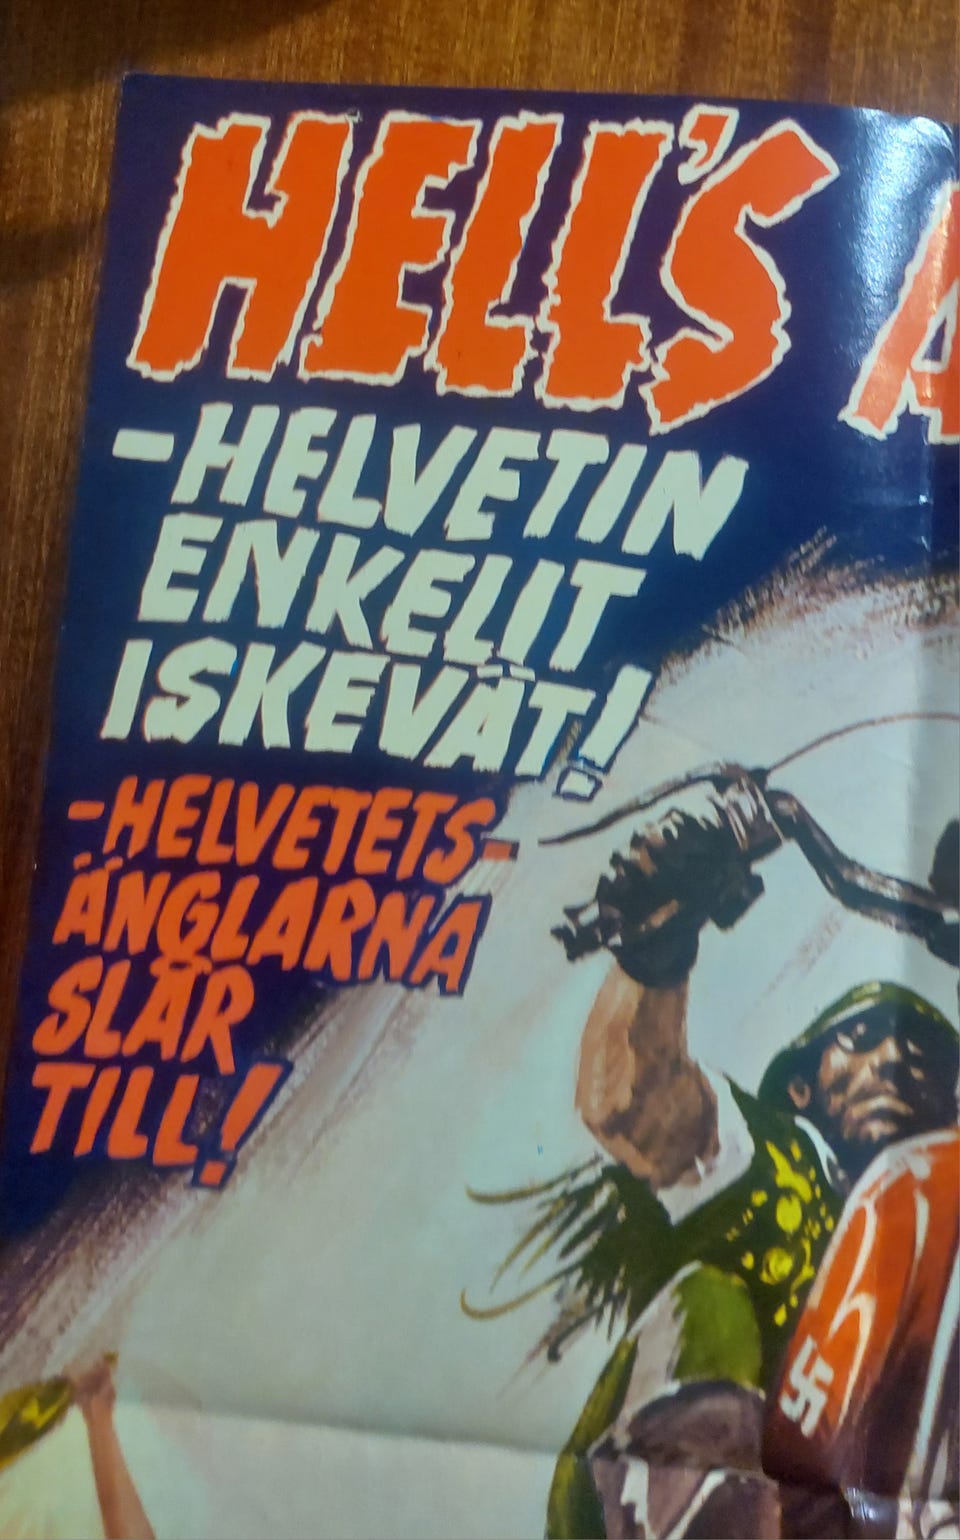 HELL'S A
-HELVETIN
ENKELIT
ISKEVÄT!
-HELVETETS-
ÄNGLARNA
SLÅR
TILL!